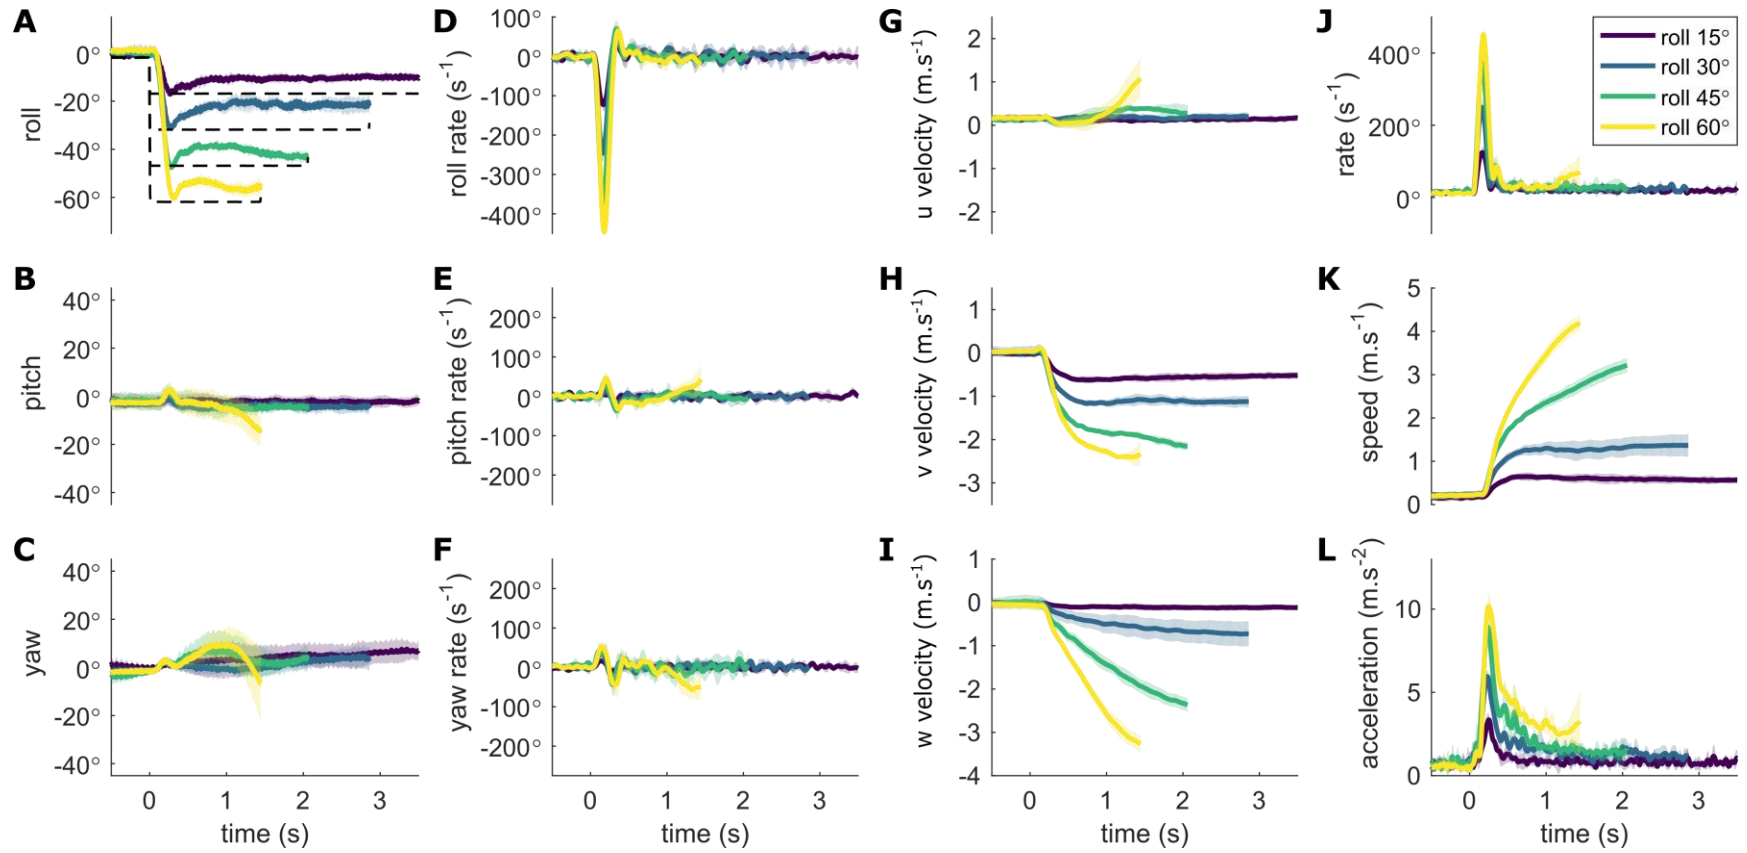 A
roll
0°
-20°
-40°
-60°
B
pitch
40°
20°
0°
-20°
-40°
C
yaw
40°
20°
0°
-20°
-40°
0 1 2 3
time (s)
D
roll rate (s⁻¹)
100°
0°
-100°
-200°
-300°
-400°
E
pitch rate (s⁻¹)
200°
100°
0°
-100°
-200°
F
yaw rate (s⁻¹)
200°
100°
0°
-100°
-200°
0 1 2 3
time (s)
G
u velocity (m.s⁻¹)
2
1
0
-1
-2
H
v velocity (m.s⁻¹)
1
0
-1
-2
-3
I
w velocity (m.s⁻¹)
1
0
-1
-2
-3
-4
0 1 2 3
time (s)
J
rate (s⁻¹)
400°
200°
0°
roll 15°
roll 30°
roll 45°
roll 60°
K
speed (m.s⁻¹)
5
4
3
2
1
0
L
acceleration (m.s⁻²)
10
5
0
0 1 2 3
time (s)